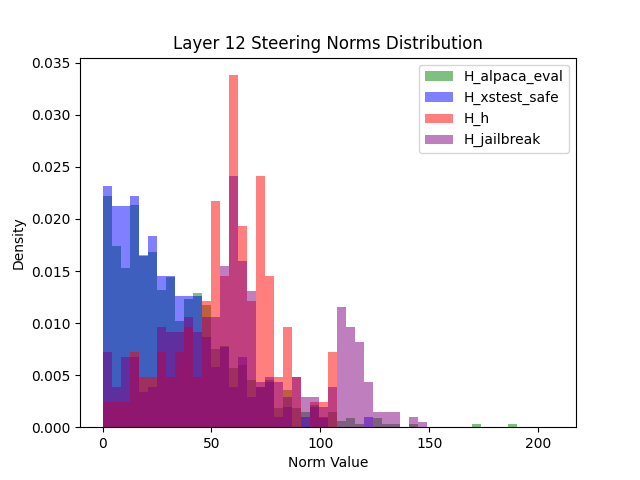 Layer 12 Steering Norms Distribution
H_alpaca_eval
H_xstest_safe
H_h
H_jailbreak
0.035
0.030
0.025
0.020
0.015
0.010
0.005
0.000
Density
0 50 100 150 200
Norm Value